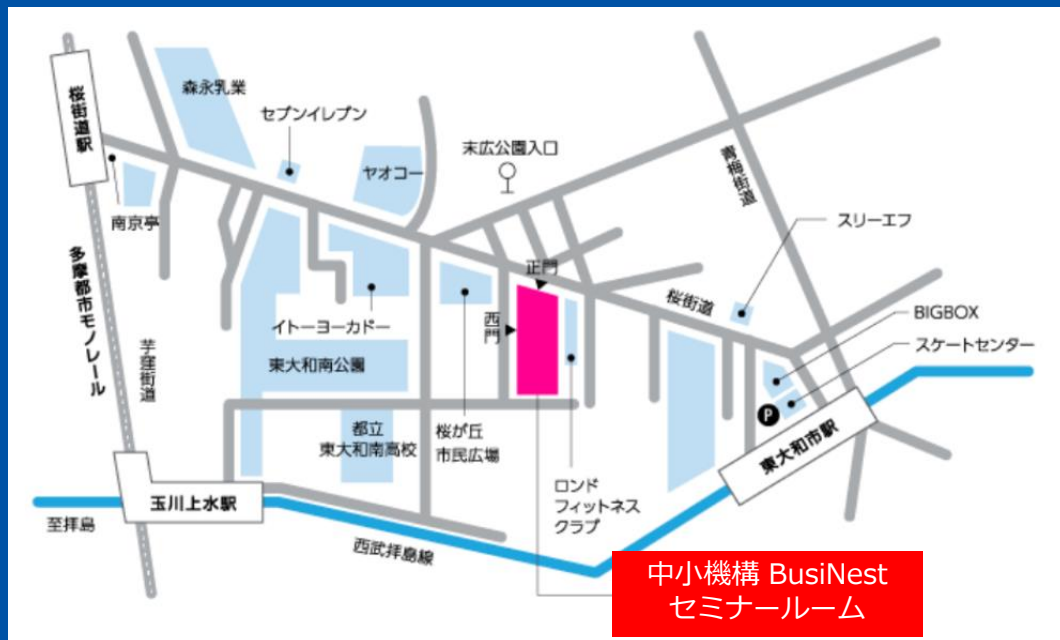 森永乳業
セブンイレブン
桜街道駅
ヤオコー
末広公園入口
青梅街道
南京亭
スリーエフ
正門
多摩都市モノレール
桜街道
BIGBOX
西門
イトーヨーカドー
芋窪街道
スケートセンター
東大和南公園
P
都立
東大和南高校
桜が丘
市民広場
東大和市駅
ロンド
フィットネス
クラブ
玉川上水駅
至拝島
西武拝島線
中小機構 BusiNest
セミナールーム